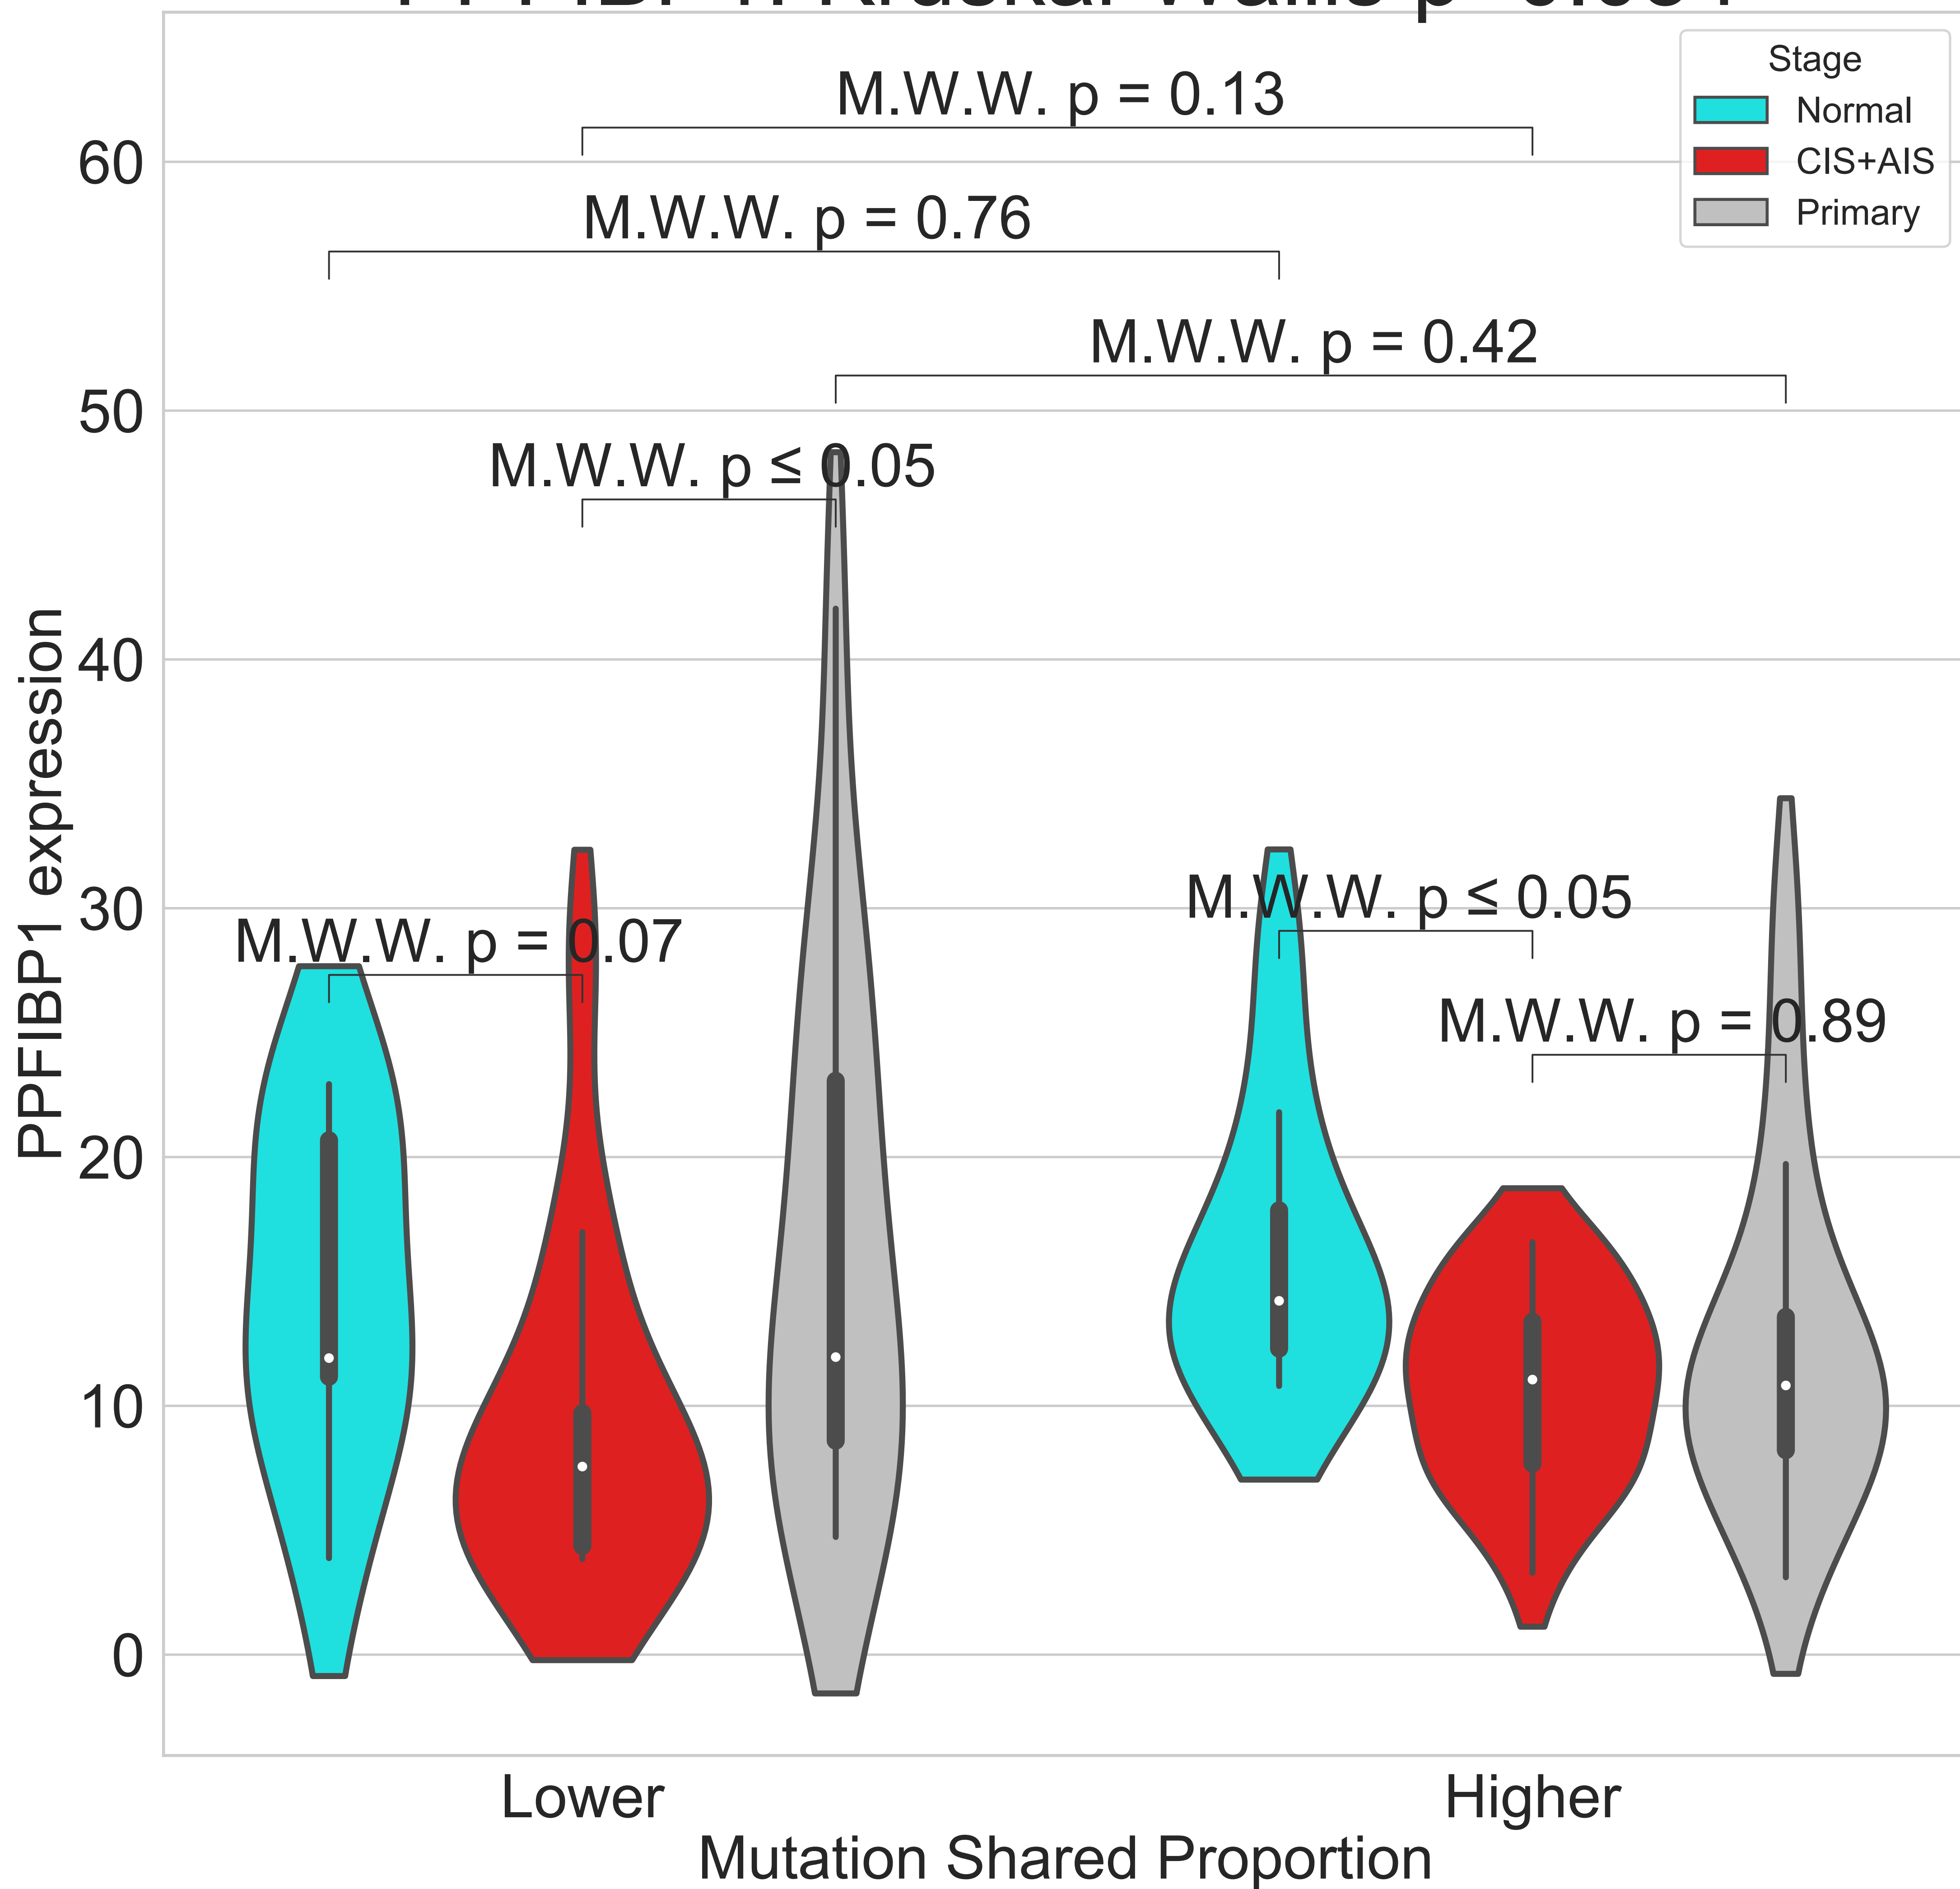 Stage
Normal
CIS+AIS
Primary
M.W.W. p = 0.13
M.W.W. p = 0.76
M.W.W. p = 0.42
M.W.W. p ≤ 0.05
M.W.W. p = 0.07
M.W.W. p ≤ 0.05
M.W.W. p = 0.89
PPFIBP1 expression
60
50
40
30
20
10
0
Lower
Higher
Mutation Shared Proportion